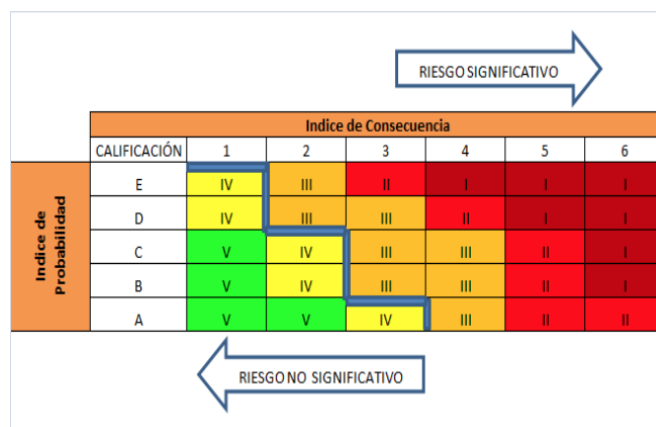 RIESGO SIGNIFICATIVO
Indice de Consecuencia
CALIFICACIÓN 1 2 3 4 5 6
Indice de
Probabilidad
E IV III II I I I
D IV III III II I I
C V IV III III II I
B V IV III III II I
A V V IV III II II
RIESGO NO SIGNIFICATIVO